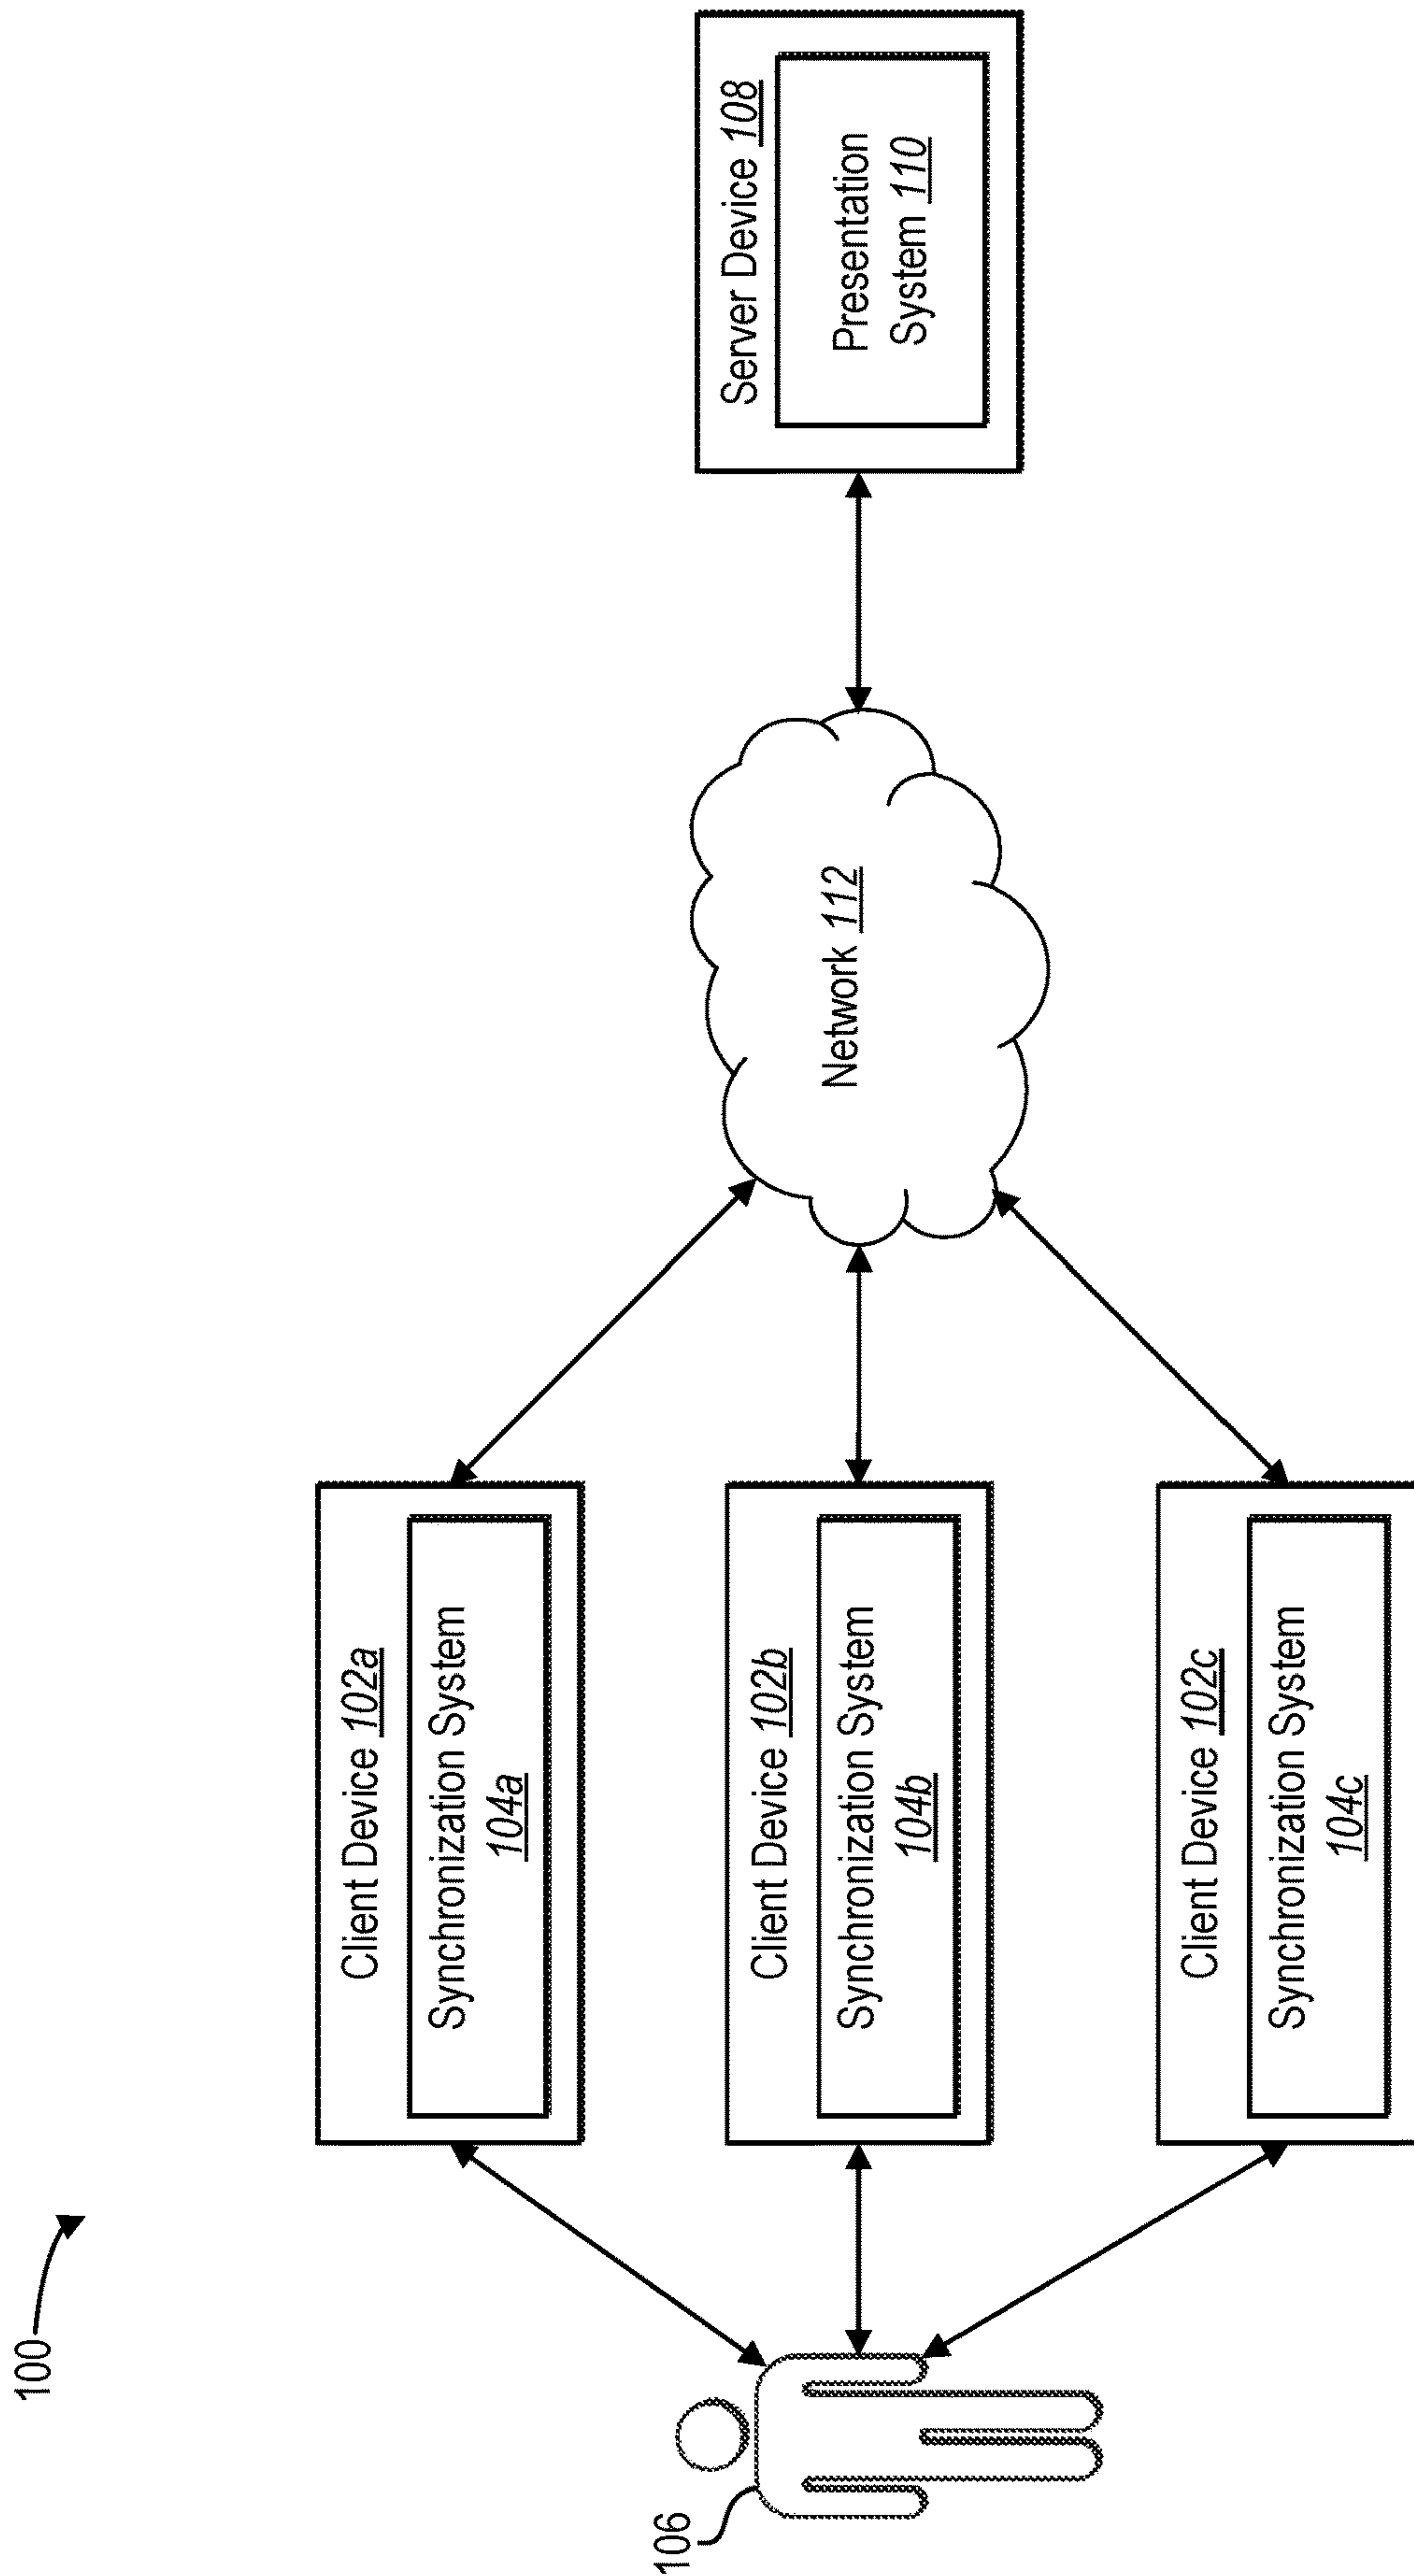 100
106
Client Device 102a
Synchronization System
104a
Client Device 102b
Synchronization System
104b
Client Device 102c
Synchronization System
104c
Network 112
Server Device 108
Presentation
System 110